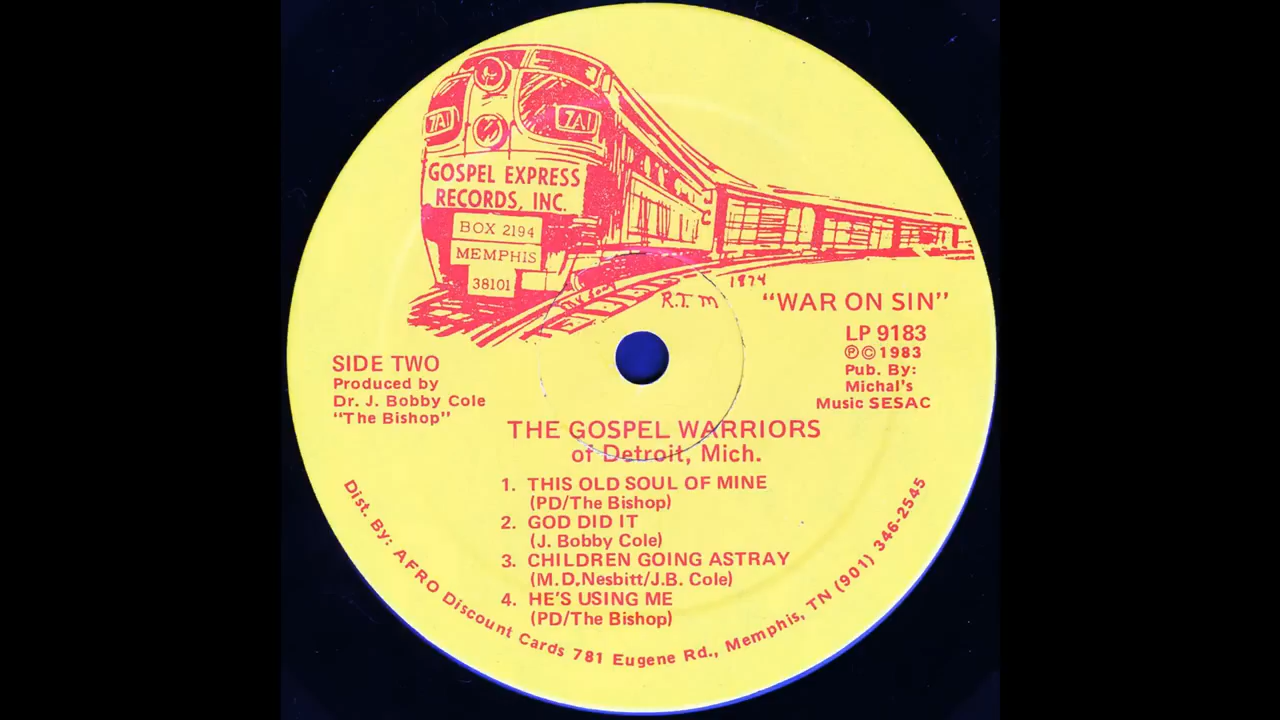 7A1
7A1
GOSPEL EXPRESS
RECORDS, INC.
BOX 2194
MEMPHIS
38101
R.T.M
1874
"WAR ON SIN"
LP 9183
℗©1983
Pub. By:
Michal's
Music SESAC
SIDE TWO
Produced by
Dr. J. Bobby Cole
"The Bishop"
THE GOSPEL WARRIORS
of Detroit, Mich.
1. THIS OLD SOUL OF MINE
(PD/The Bishop)
2. GOD DID IT
(J. Bobby Cole)
3. CHILDREN GOING ASTRAY
(M.D.Nesbitt/J.B. Cole)
4. HE'S USING ME
(PD/The Bishop)
Dist. By: AFRO Discount Cards 781 Eugene Rd., Memphis, TN (901) 346-2545